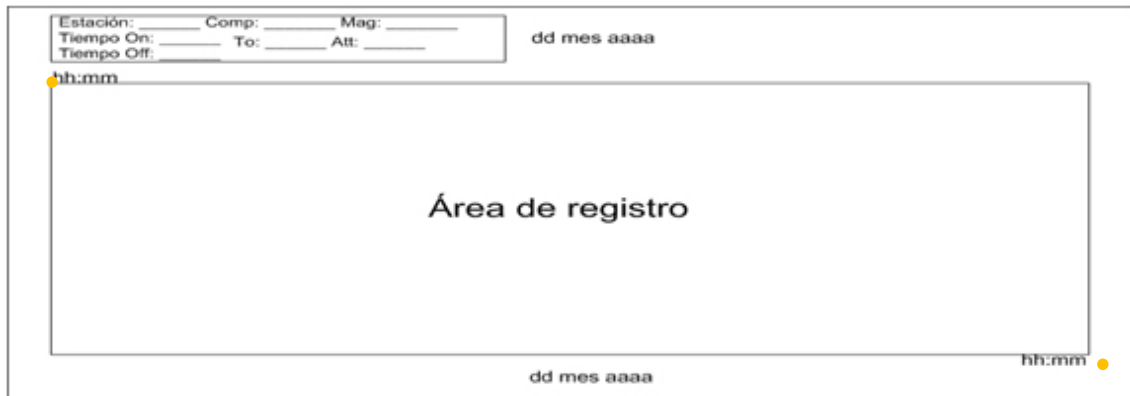 Estación: _______ Comp: ________ Mag: ________
Tiempo On: _______ To: _______ Att: _______
Tiempo Off: _______
dd mes aaaa
hh:mm
Área de registro
hh:mm
dd mes aaaa